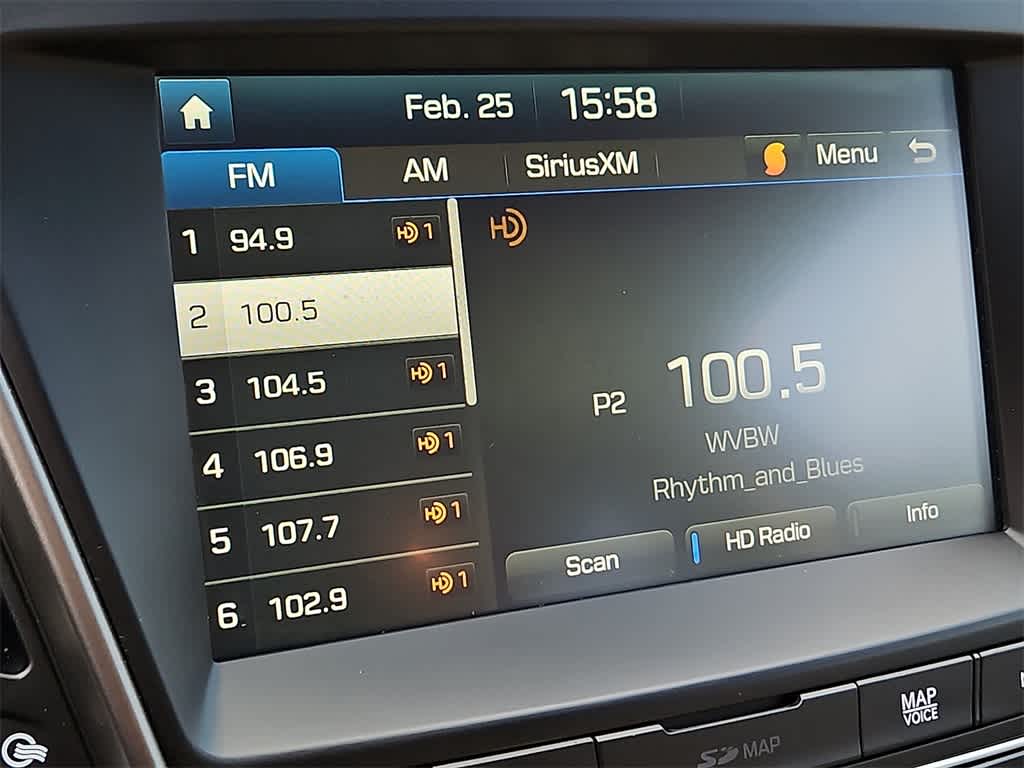 Feb. 25 15:58
FM AM SiriusXM Menu
1 94.9 HD 1
HD
2 100.5
3 104.5 HD 1
P2 100.5
4 106.9 HD 1
WVBW
Rhythm_and_Blues
5 107.7 HD 1
6 102.9 HD 1
Scan HD Radio Info
MAP
VOICE
SD MAP